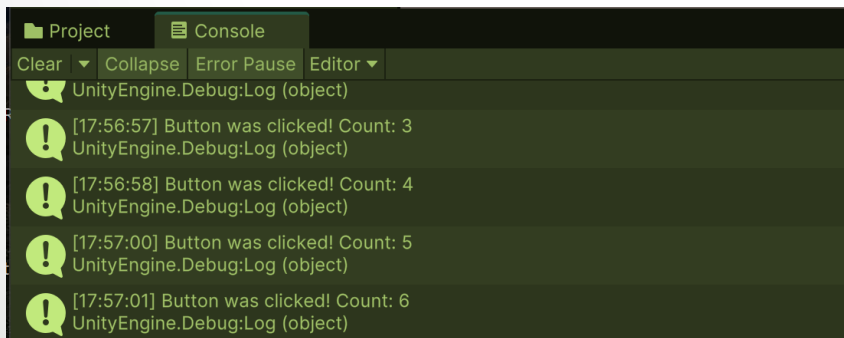 Project
Console
Clear
Collapse
Error Pause
Editor
UnityEngine.Debug:Log (object)
[17:56:57] Button was clicked! Count: 3
UnityEngine.Debug:Log (object)
[17:56:58] Button was clicked! Count: 4
UnityEngine.Debug:Log (object)
[17:57:00] Button was clicked! Count: 5
UnityEngine.Debug:Log (object)
[17:57:01] Button was clicked! Count: 6
UnityEngine.Debug:Log (object)